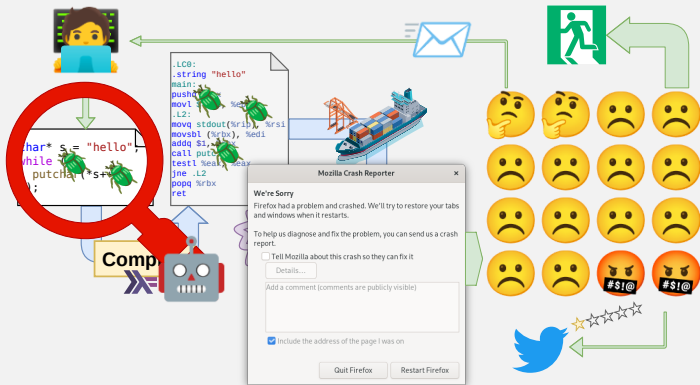 .LC0:
.string "hello"
main:
pushq
movl
.L2:
movq stdout(%rip), %rsi
movsbl (%rbx), %edi
addq $1,
call putc
testl %eax, %eax
jne .L2
popq %rbx
ret
char* s = "hello";
while
putchar(*s++
);
Comp
Mozilla Crash Reporter
×
We're Sorry
Firefox had a problem and crashed. We'll try to restore your tabs
and windows when it restarts.
To help us diagnose and fix the problem, you can send us a crash
report.
Tell Mozilla about this crash so they can fix it
Details...
Add a comment (comments are publicly visible)
Include the address of the page I was on
Quit Firefox
Restart Firefox
#$!@
#$!@